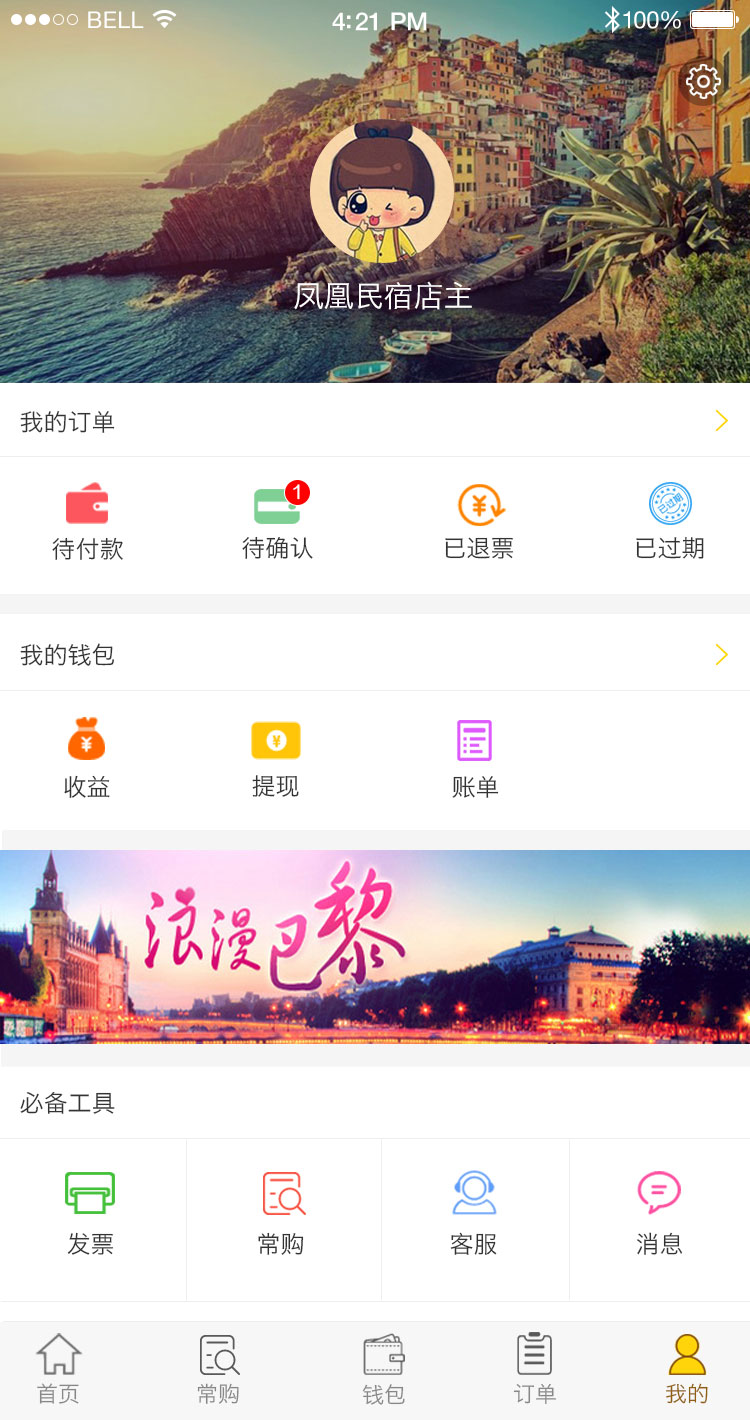 BELL 4:21 PM 100%
凤凰民宿店主
我的订单
1 已过期
待付款 待确认 已退票 已过期
我的钱包
¥ ¥
收益 提现 账单
浪漫巴黎
必备工具
发票 常购 客服 消息
首页 常购 钱包 订单 我的